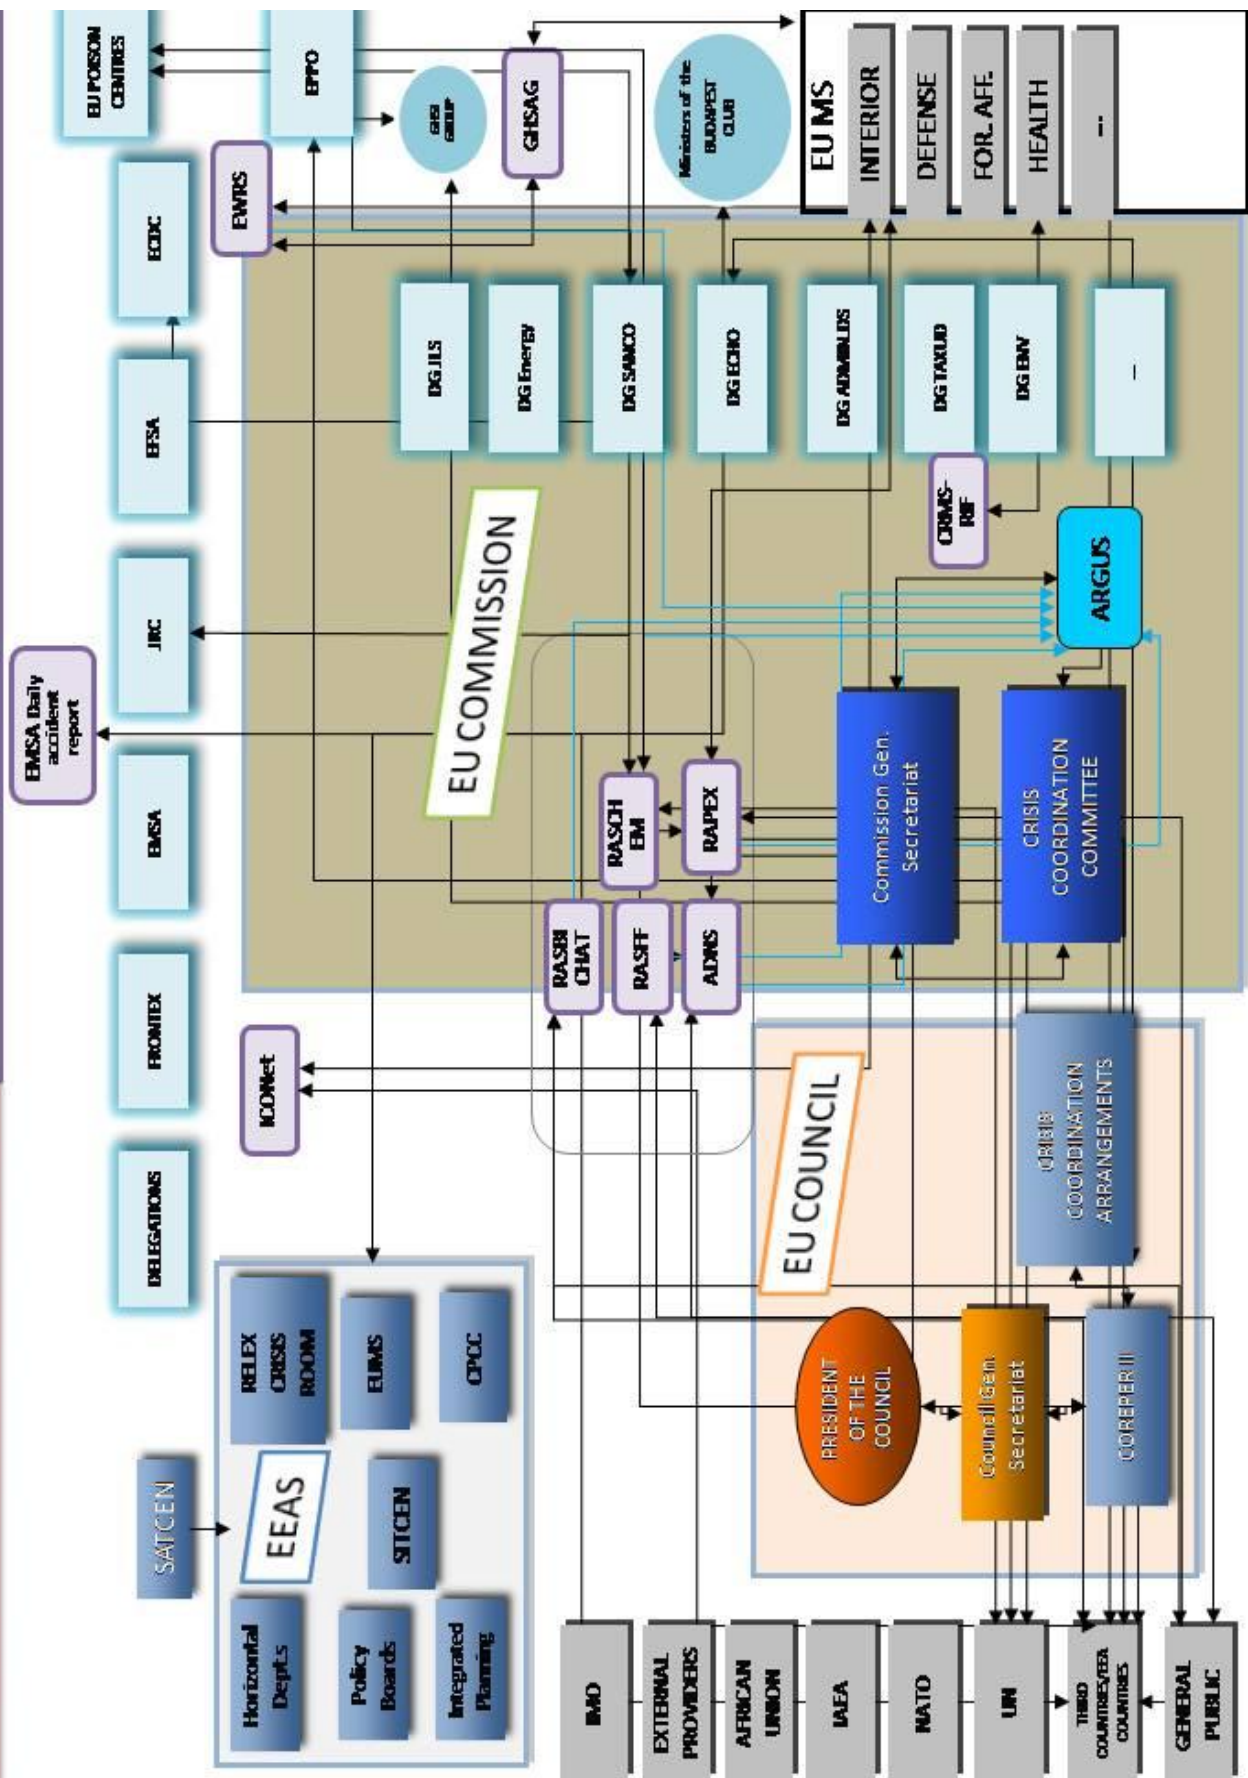 EMSA Daily
accident
report
EU POISON
CENTRES
SATCEN
DELEGATIONS
FRONTEX
EMSA
JRC
EFSA
ECDC
EPPO
EWRS
ICONet
Horizontal
Depts
EEAS
RELEX
CRISIS
ROOM
Policy
Boards
SITCEN
EUMS
Integrated
Planning
CPCC
EU COMMISSION
DG JLS
GHSI
GROUP
DG Energy
GHSAG
RASBI
CHAT
RASCH
EM
RASFF
DG SANCO
ADNS
RAPEX
DG ECHO
Ministers of the
BUDAPEST
CLUB
IMO
EXTERNAL
PROVIDERS
AFRICAN
UNION
IAEA
NATO
UN
THIRD
COUNTRIES/EEA
COUNTRIES
GENERAL
PUBLIC
EU COUNCIL
PRESIDENT
OF THE
COUNCIL
Council Gen.
Secretariat
COREPER II
CRISIS
COORDINATION
ARRANGEMENTS
Commission Gen.
Secretariat
CRISIS
COORDINATION
COMMITTEE
ARGUS
DG ADMIN.DS
DG TAXUD
CRIMS-
RIF
DG ENV
...
EU MS
INTERIOR
DEFENSE
FOR. AFF.
HEALTH
...